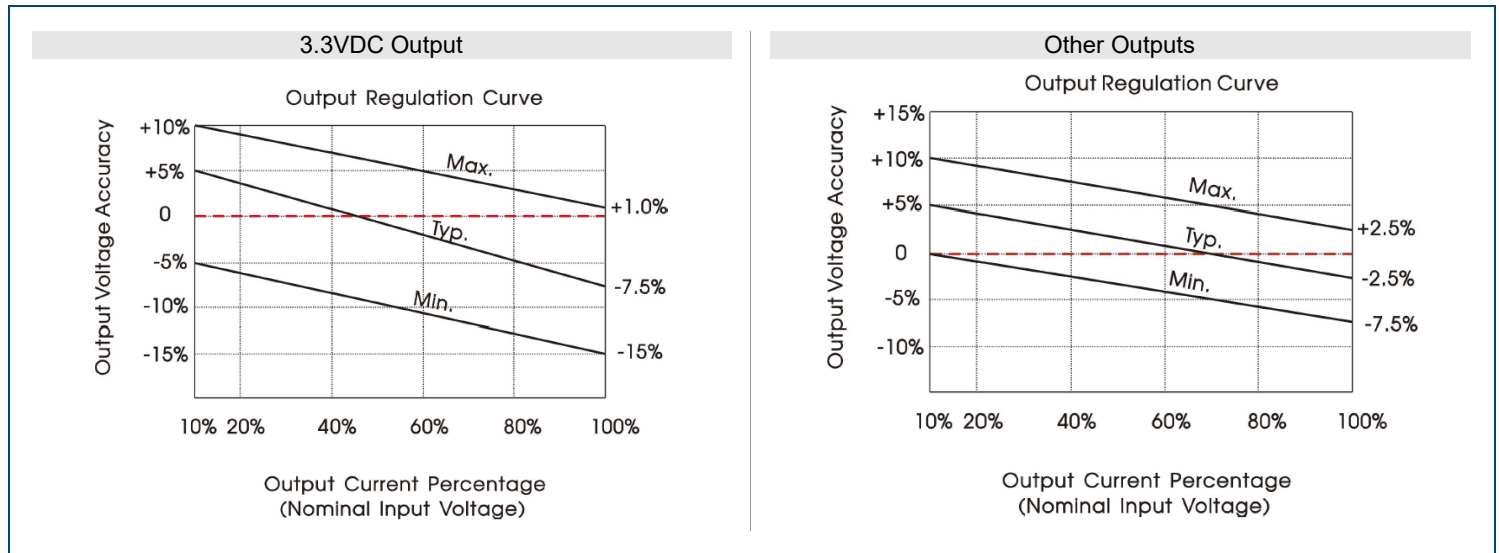 3.3VDC Output
Output Regulation Curve
Output Voltage Accuracy
+10%
+5%
0
-5%
-10%
-15%
Max.
Typ.
Min.
+1.0%
-7.5%
-15%
10% 20% 40% 60% 80% 100%
Output Current Percentage
(Nominal Input Voltage)
Other Outputs
Output Regulation Curve
Output Voltage Accuracy
+15%
+10%
+5%
0
-5%
-10%
Max.
Typ.
Min.
+2.5%
-2.5%
-7.5%
10% 20% 40% 60% 80% 100%
Output Current Percentage
(Nominal Input Voltage)